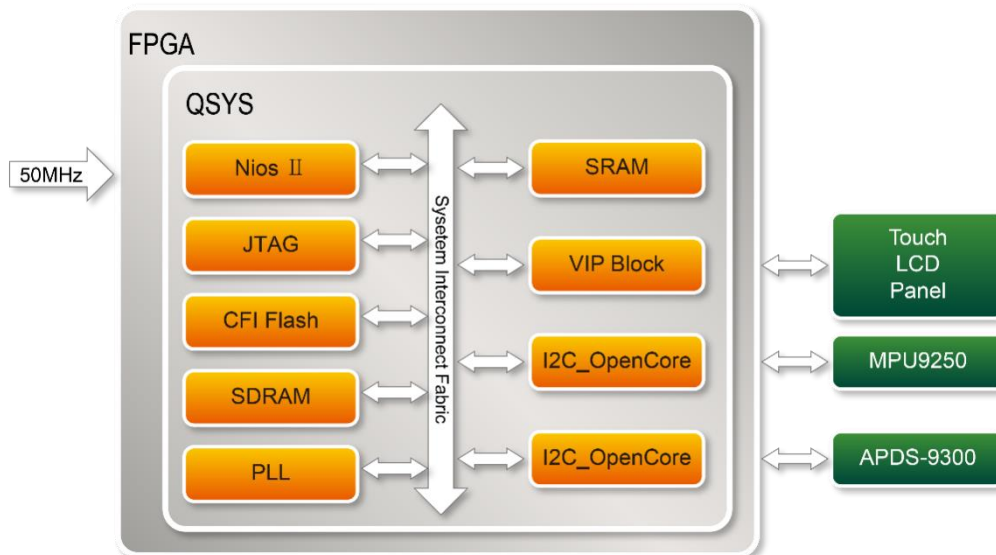 FPGA
QSYS
50MHz
Nios II
JTAG
CFI Flash
SDRAM
PLL
Sysetem Interconnect Fabric
SRAM
VIP Block
I2C_OpenCore
I2C_OpenCore
Touch
LCD
Panel
MPU9250
APDS-9300